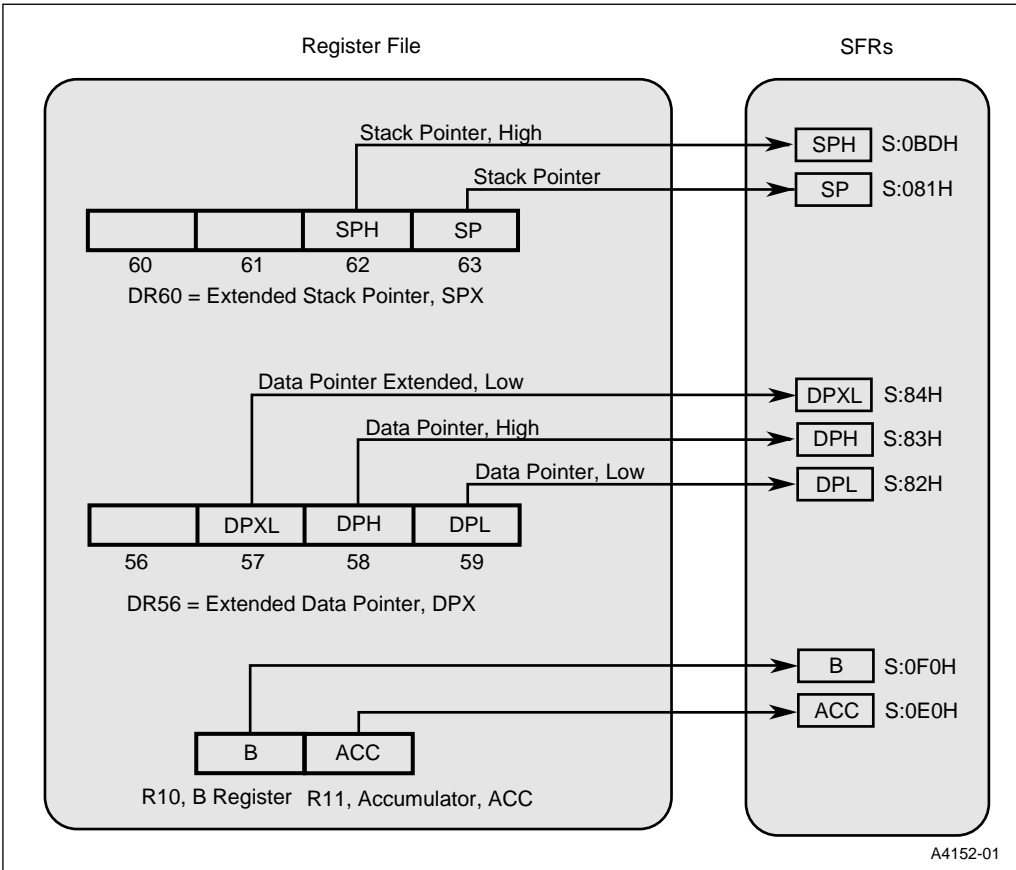 Register File
SFRs
Stack Pointer, High
SPH S:0BDH
Stack Pointer
SP S:081H
SPH SP
60 61 62 63
DR60 = Extended Stack Pointer, SPX
Data Pointer Extended, Low
DPXL S:84H
Data Pointer, High
DPH S:83H
Data Pointer, Low
DPL S:82H
DPXL DPH DPL
56 57 58 59
DR56 = Extended Data Pointer, DPX
B S:0F0H
ACC S:0E0H
B ACC
R10, B Register R11, Accumulator, ACC
A4152-01